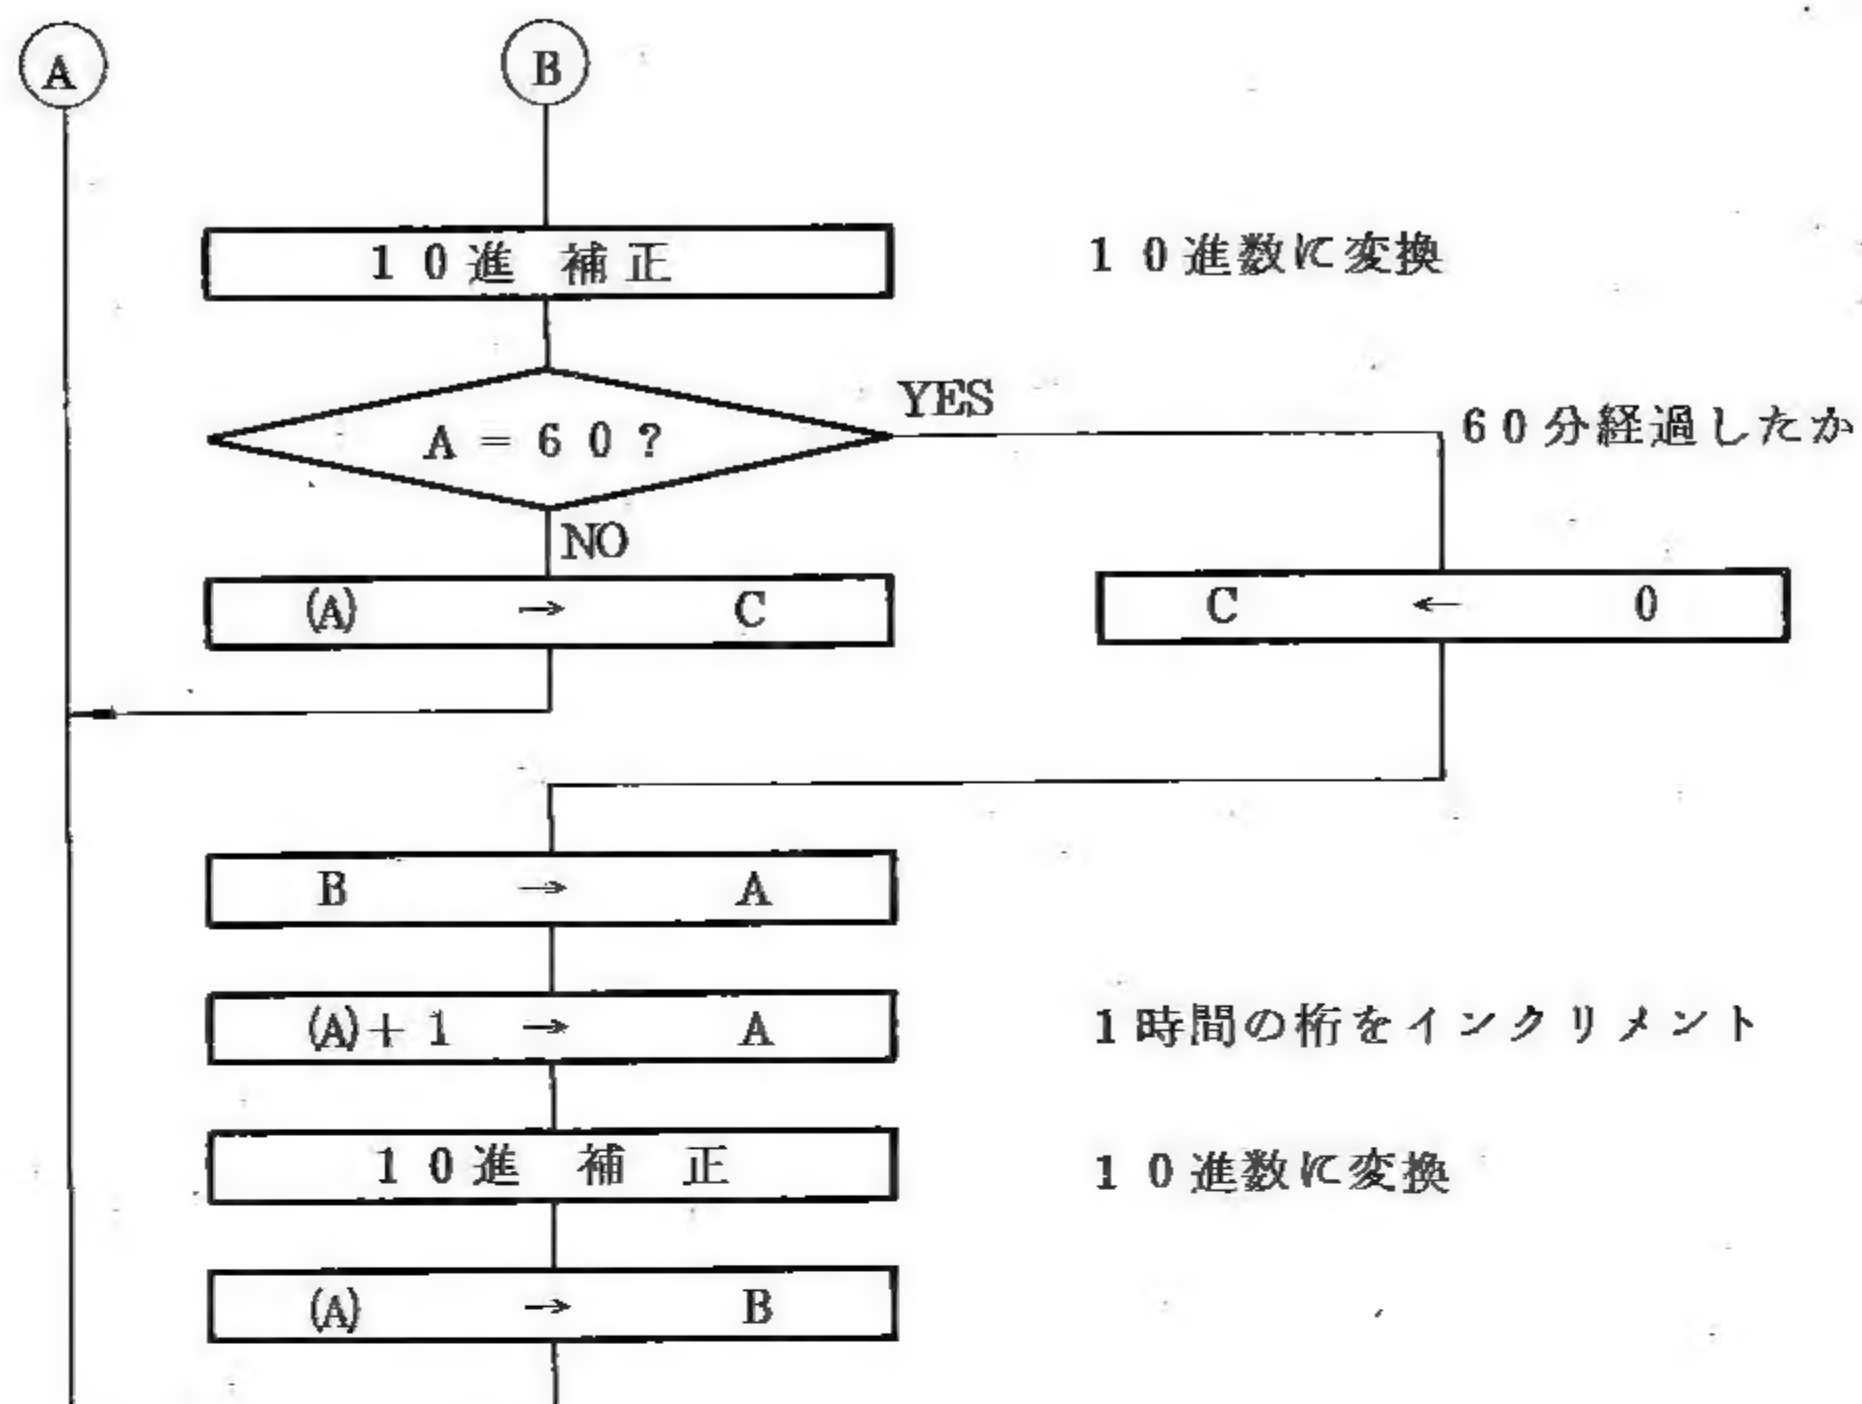 A B
10進 補正 10進数に変換
A = 60? YES 60分経過したか
NO
(A) → C C ← 0
B → A
(A)+1 → A 1時間の桁をインクリメント
10進 補 正 10進数に変換
(A) → B